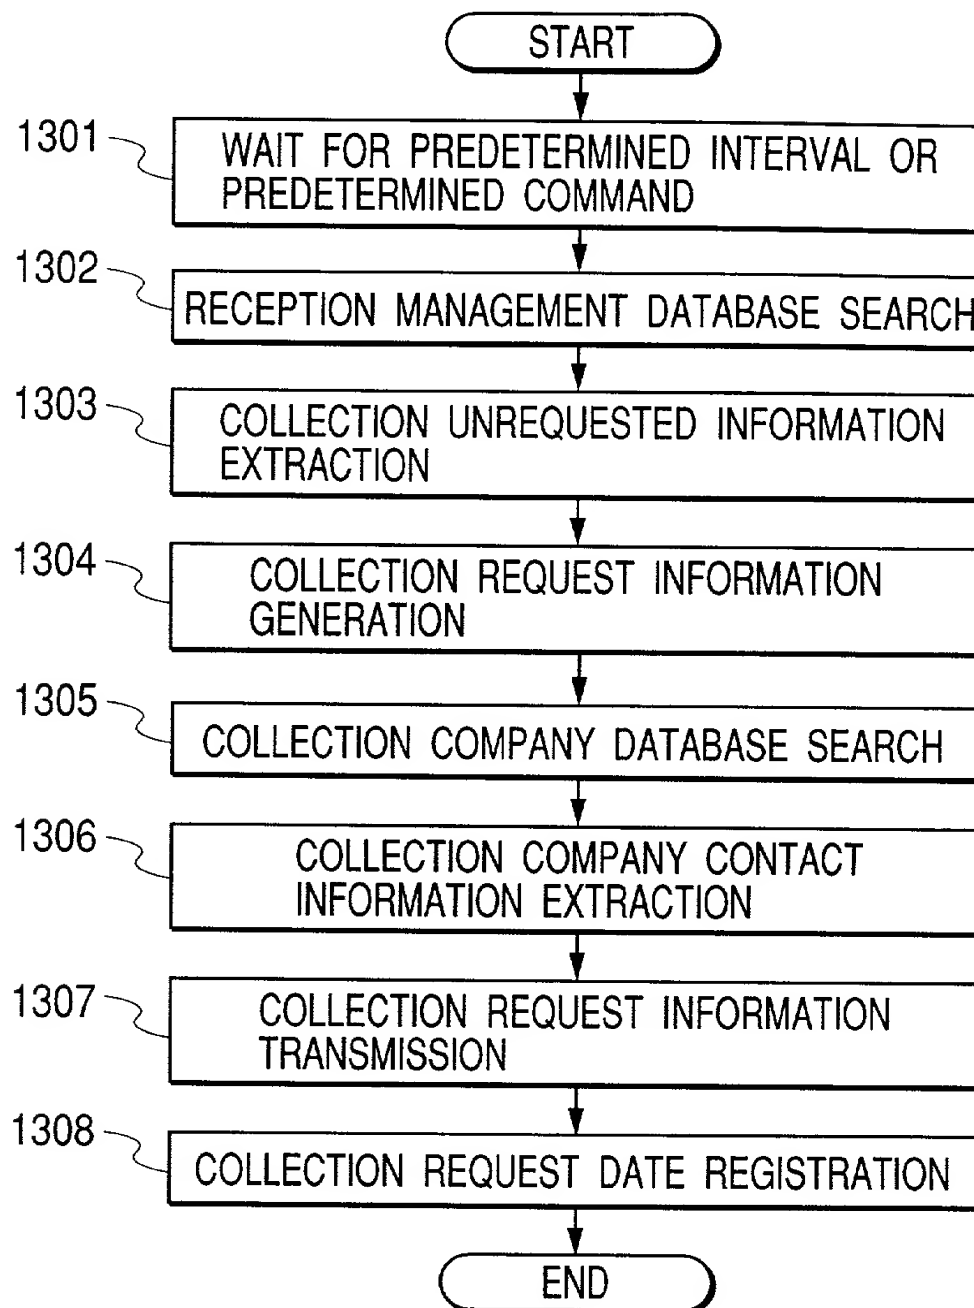 START
1301
WAIT FOR PREDETERMINED INTERVAL OR
PREDETERMINED COMMAND
1302
RECEPTION MANAGEMENT DATABASE SEARCH
1303
COLLECTION UNREQUESTED INFORMATION
EXTRACTION
1304
COLLECTION REQUEST INFORMATION
GENERATION
1305
COLLECTION COMPANY DATABASE SEARCH
1306
COLLECTION COMPANY CONTACT
INFORMATION EXTRACTION
1307
COLLECTION REQUEST INFORMATION
TRANSMISSION
1308
COLLECTION REQUEST DATE REGISTRATION
END